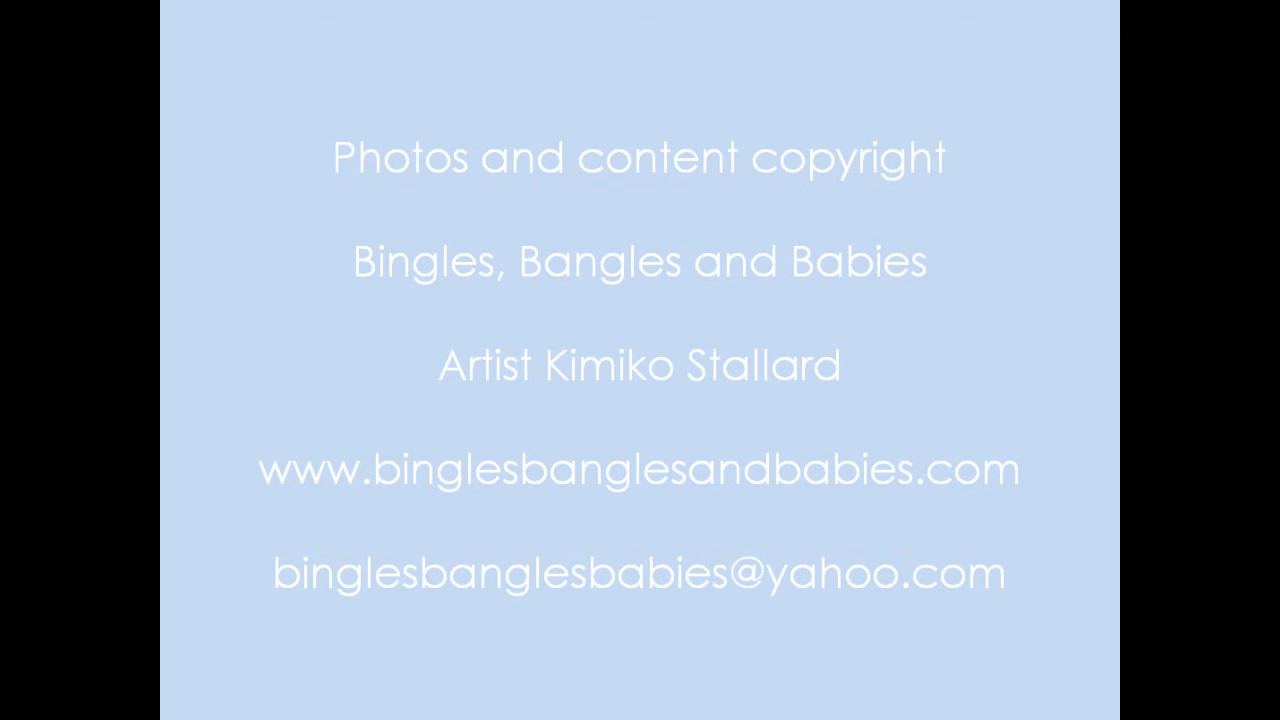 Photos and content copyright
Bingles, Bangles and Babies
Artist Kimiko Stallard
www.binglesbanglesandbabies.com
binglesbanglesbabies@yahoo.com